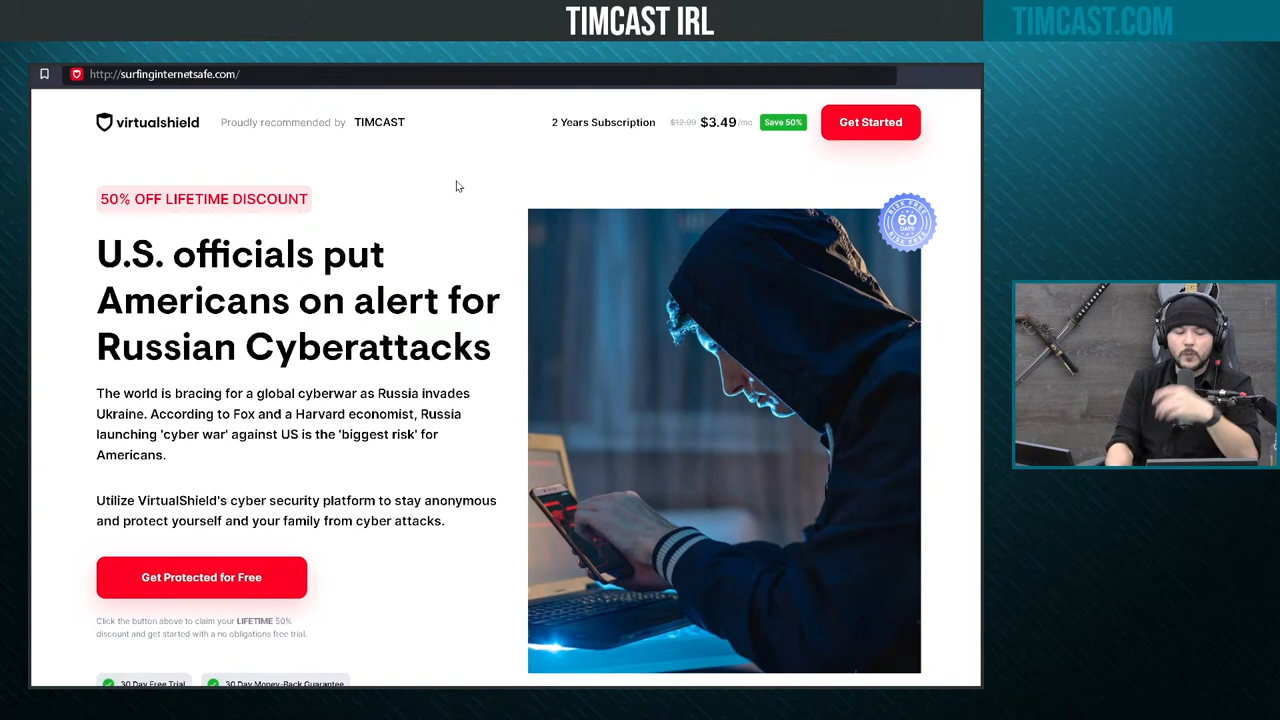 TIMCAST IRL
TIMCAST.COM
http://surfinginternetsafe.com/
virtualshield
Proudly recommended by TIMCAST
2 Years Subscription $12.99 $3.49 /mo Save 50%
Get Started
50% OFF LIFETIME DISCOUNT
RISK FREE
60
DAYS
RISK FREE
U.S. officials put
Americans on alert for
Russian Cyberattacks
The world is bracing for a global cyberwar as Russia invades
Ukraine. According to Fox and a Harvard economist, Russia
launching 'cyber war' against US is the 'biggest risk' for
Americans.
Utilize VirtualShield's cyber security platform to stay anonymous
and protect yourself and your family from cyber attacks.
Get Protected for Free
Click the button above to claim your LIFETIME 50%
discount and get started with a no obligations free trial.
30 Day Free Trial
30 Day Money-Back Guarantee